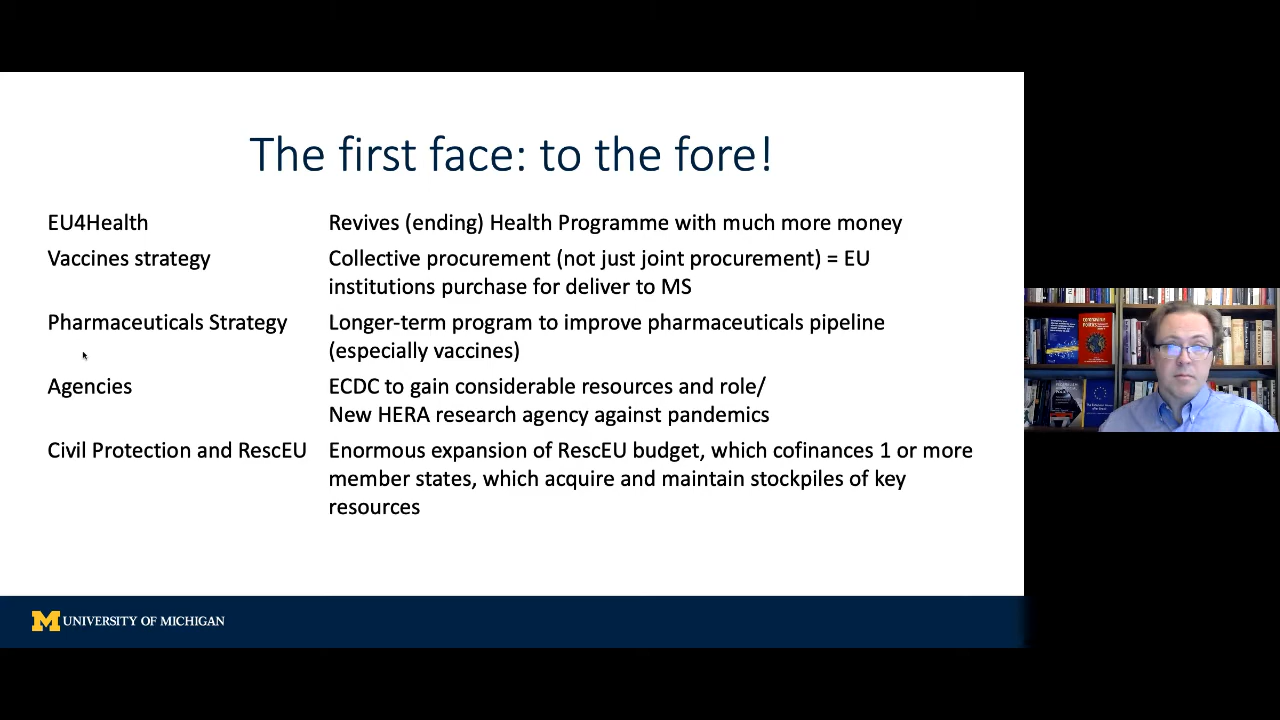 The first face: to the fore!
EU4Health
Revives (ending) Health Programme with much more money
Vaccines strategy
Collective procurement (not just joint procurement) = EU
institutions purchase for deliver to MS
Pharmaceuticals Strategy
Longer-term program to improve pharmaceuticals pipeline
(especially vaccines)
Agencies
ECDC to gain considerable resources and role/
New HERA research agency against pandemics
Civil Protection and RescEU
Enormous expansion of RescEU budget, which cofinances 1 or more
member states, which acquire and maintain stockpiles of key
resources
M UNIVERSITY OF MICHIGAN